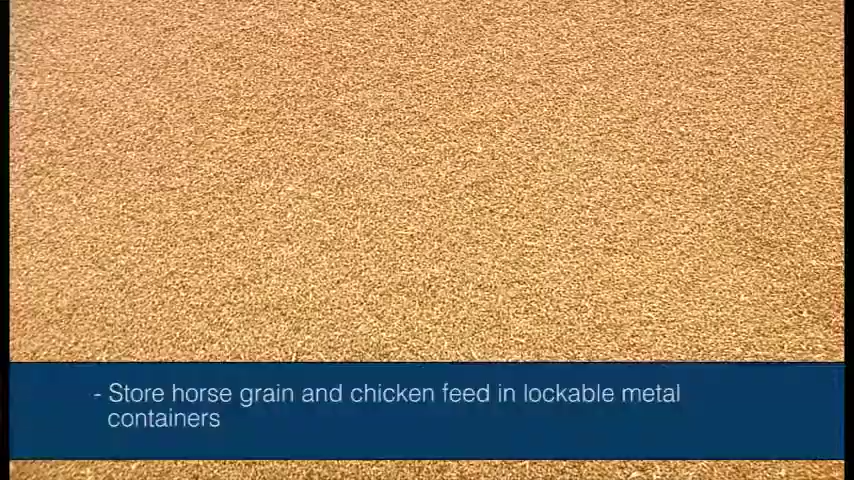 - Store horse grain and chicken feed in lockable metal
containers